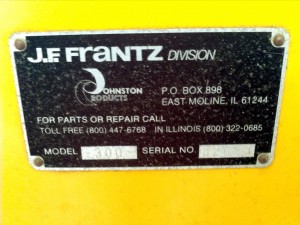 J.F. FRANTZ DIVISION
JOHNSTON
PRODUCTS
P.O. BOX 898
EAST MOLINE, IL 61244
FOR PARTS OR REPAIR CALL
TOLL FREE (800) 447-6768 IN ILLINOIS (800) 322-0685
MODEL 300 SERIAL NO.